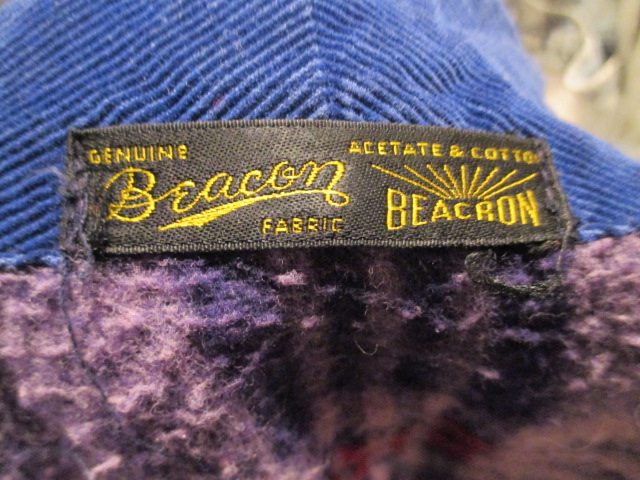 GENUINE
Beacon
FABRIC
ACETATE & COTTON
BEACRON